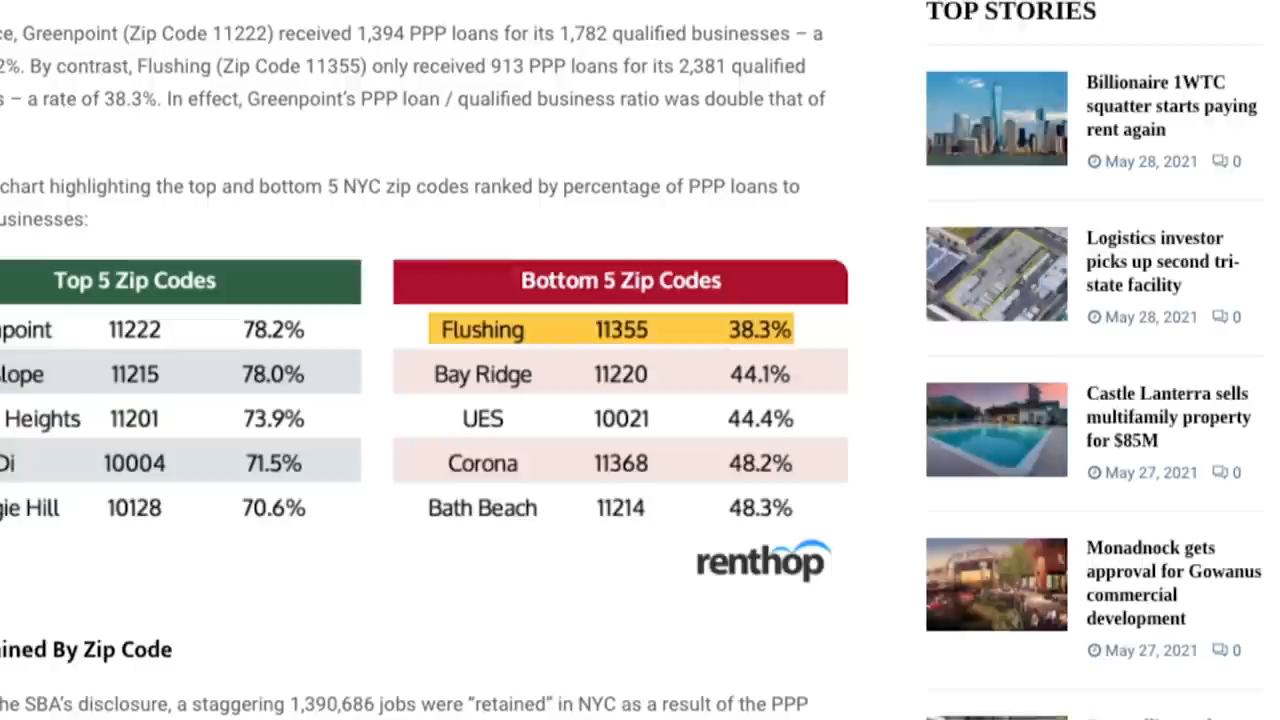 ce, Greenpoint (Zip Code 11222) received 1,394 PPP loans for its 1,782 qualified businesses – a
2%. By contrast, Flushing (Zip Code 11355) only received 913 PPP loans for its 2,381 qualified
s – a rate of 38.3%. In effect, Greenpoint's PPP loan / qualified business ratio was double that of
chart highlighting the top and bottom 5 NYC zip codes ranked by percentage of PPP loans to
usinesses:
Top 5 Zip Codes
point 11222 78.2%
lope 11215 78.0%
Heights 11201 73.9%
Di 10004 71.5%
gie Hill 10128 70.6%
Bottom 5 Zip Codes
Flushing 11355 38.3%
Bay Ridge 11220 44.1%
UES 10021 44.4%
Corona 11368 48.2%
Bath Beach 11214 48.3%
renthop
ained By Zip Code
he SBA's disclosure, a staggering 1,390,686 jobs were "retained" in NYC as a result of the PPP
TOP STORIES
Billionaire 1WTC
squatter starts paying
rent again
May 28, 2021 0
Logistics investor
picks up second tri-
state facility
May 28, 2021 0
Castle Lanterra sells
multifamily property
for $85M
May 27, 2021 0
Monadnock gets
approval for Gowanus
commercial
development
May 27, 2021 0